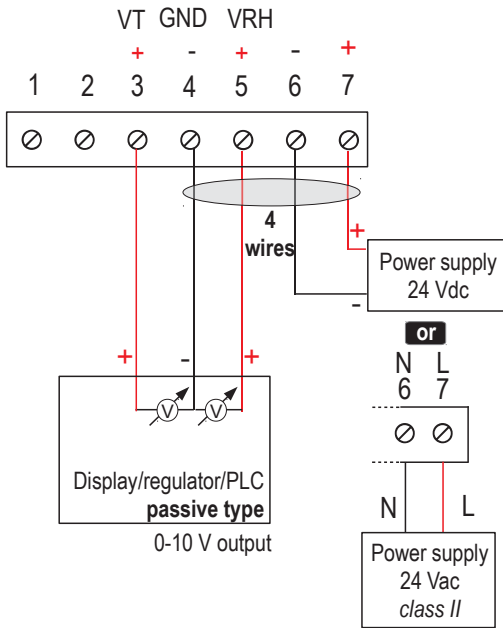 VT GND VRH
+ - + - +
1 2 3 4 5 6 7
4
wires
+
Power supply
24 Vdc
-
or
N L
6 7
+ - +
V V
Display/regulator/PLC
passive type
0-10 V output
N L
Power supply
24 Vac
class II